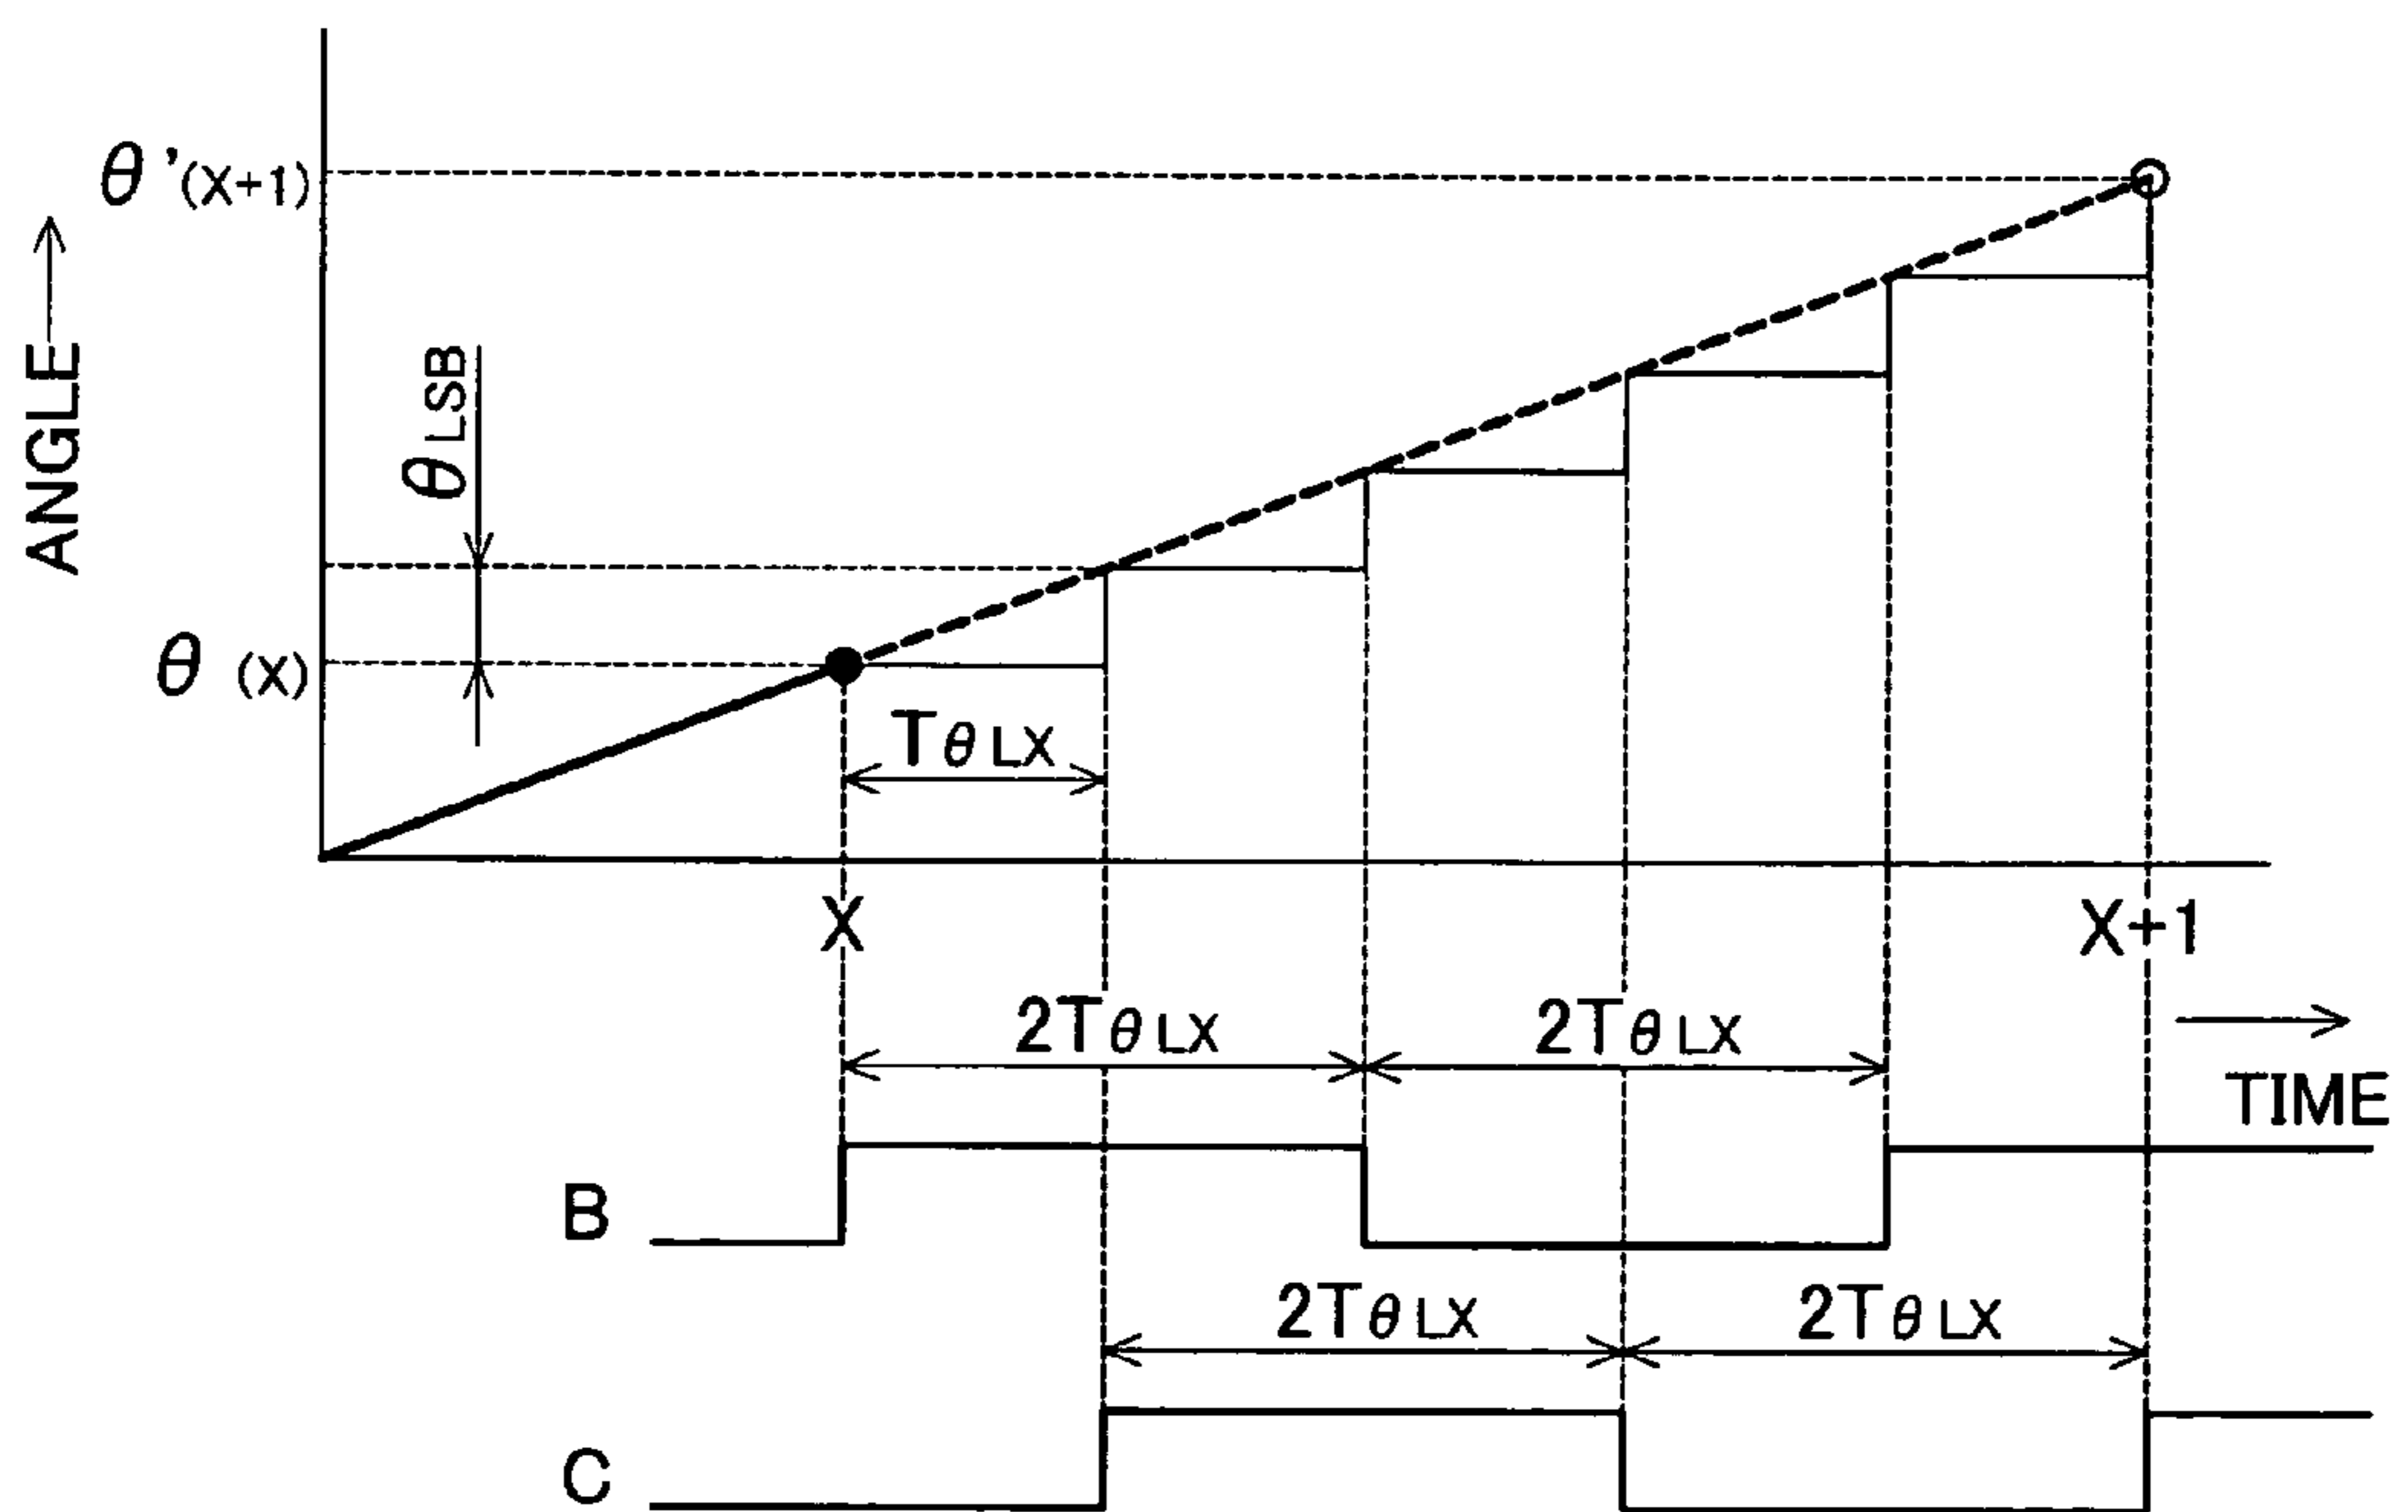 θ'(X+1)
ANGLE
θLSB
θ (X)
TθLX
X
X+1
2TθLX
2TθLX
TIME
B
2TθLX
2TθLX
C